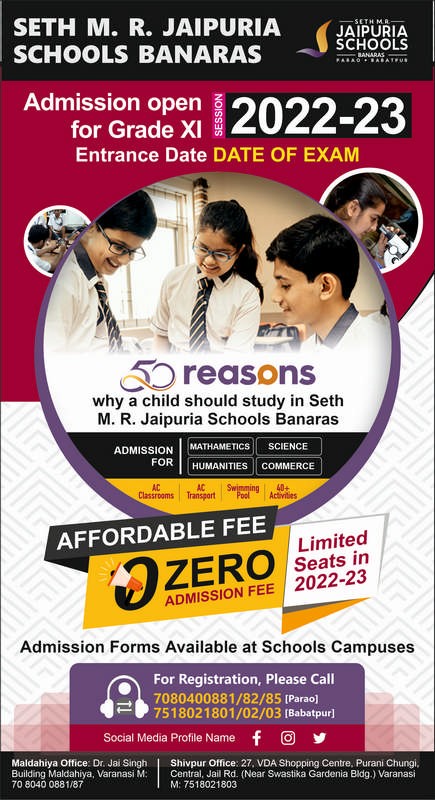 SETH M. R. JAIPURIA
SCHOOLS BANARAS
SETH M.R.
JAIPURIA
SCHOOLS
BANARAS
PARAO • BABATPUR
Admission open
for Grade XI
SESSION
2022-23
Entrance Date DATE OF EXAM
50 reasons
why a child should study in Seth
M. R. Jaipuria Schools Banaras
ADMISSION
FOR
MATHAMETICS
SCIENCE
HUMANITIES
COMMERCE
AC
Classrooms
AC
Transport
Swimming
Pool
40+
Activities
AFFORDABLE FEE
0 ZERO
ADMISSION FEE
Limited
Seats in
2022-23
Admission Forms Available at Schools Campuses
For Registration, Please Call
7080400881/82/85 [Parao]
7518021801/02/03 [Babatpur]
Social Media Profile Name
Maldahiya Office: Dr. Jai Singh
Building Maldahiya, Varanasi M:
70 8040 0881/87
Shivpur Office: 27, VDA Shopping Centre, Purani Chungi,
Central, Jail Rd. (Near Swastika Gardenia Bldg.) Varanasi
M: 7518021803